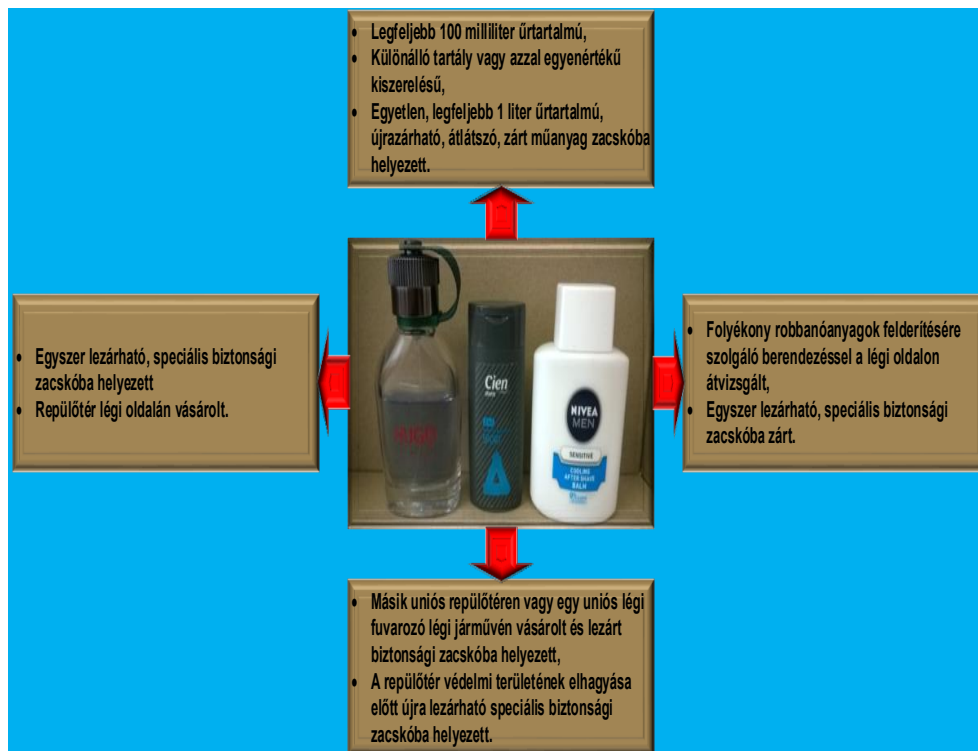 • Legfeljebb 100 milliliter űrtartalmú,
• Különálló tartály vagy azzal egyenértékű
kiszerelésű,
• Egyetlen, legfeljebb 1 liter űrtartalmú,
újrazárható, átlátszó, zárt műanyag zacskóba
helyezett.
• Egyszer lezárható, speciális biztonsági
zacskóba helyezett
• Repülőtér légi oldalán vásárolt.
HUGO
Cien
NIVEA
MEN
SENSITIVE
COOLING
AFTER SHAVE
BALM
• Folyékony robbanóanyagok felderítésére
szolgáló berendezéssel a légi oldalon
átvizsgált,
• Egyszer lezárható, speciális biztonsági
zacskóba zárt.
• Másik uniós repülőtéren vagy egy uniós légi
fuvarozó légi járművén vásárolt és lezárt
biztonsági zacskóba helyezett,
• A repülőtér védelmi területének elhagyása
előtt újra lezárható speciális biztonsági
zacskóba helyezett.